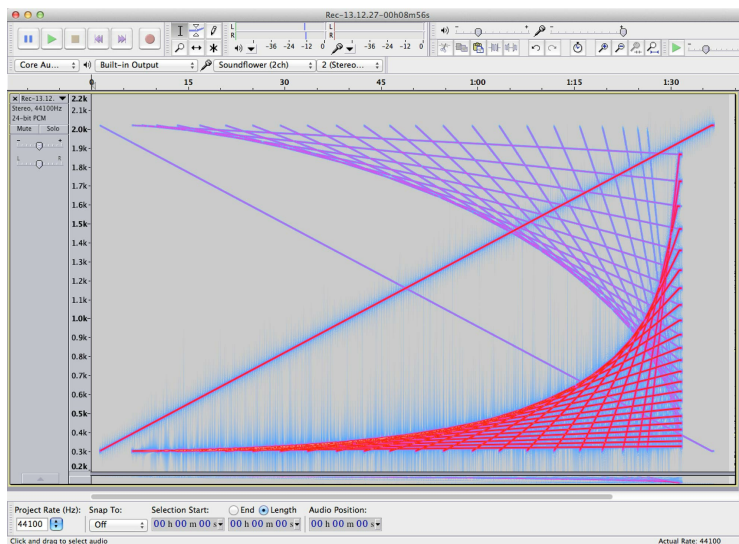 Rec-13.12.27-00h08m56s
L
R
-36 -24 -12 0
L
R
-36 -24 -12 0
Core Au... Built-in Output Soundflower (2ch) 2 (Stereo...
0 15 30 45 1:00 1:15 1:30
Rec-13.12.
Stereo, 44100Hz
24-bit PCM
Mute Solo
- +
L R
2.2k
2.1k
2.0k
1.9k
1.8k
1.7k
1.6k
1.5k
1.4k
1.3k
1.2k
1.1k
1.0k
0.9k
0.8k
0.7k
0.6k
0.5k
0.4k
0.3k
0.2k
Project Rate (Hz): Snap To: Selection Start: End Length Audio Position:
44100 Off 00 h 00 m 00 s 00 h 00 m 00 s 00 h 00 m 00 s
Click and drag to select audio Actual Rate: 44100